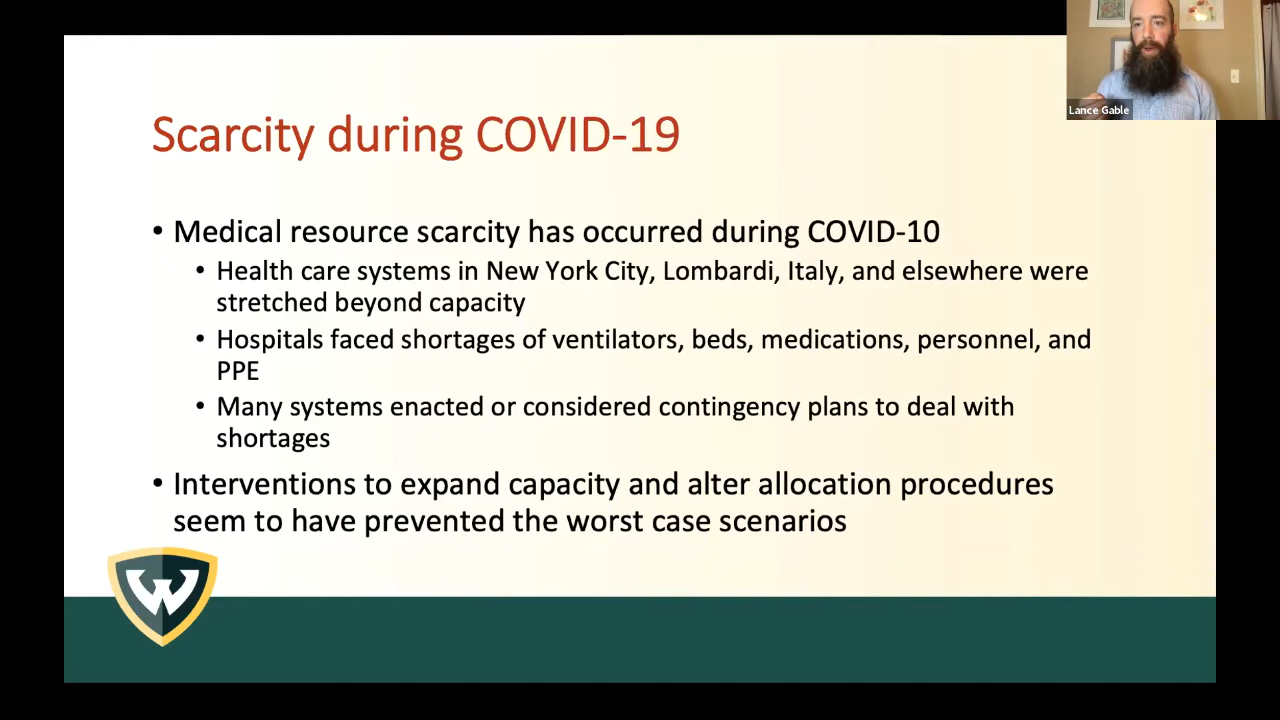 Lance Gable
Scarcity during COVID-19
• Medical resource scarcity has occurred during COVID-10
• Health care systems in New York City, Lombardi, Italy, and elsewhere were
stretched beyond capacity
• Hospitals faced shortages of ventilators, beds, medications, personnel, and
PPE
• Many systems enacted or considered contingency plans to deal with
shortages
• Interventions to expand capacity and alter allocation procedures
seem to have prevented the worst case scenarios
W